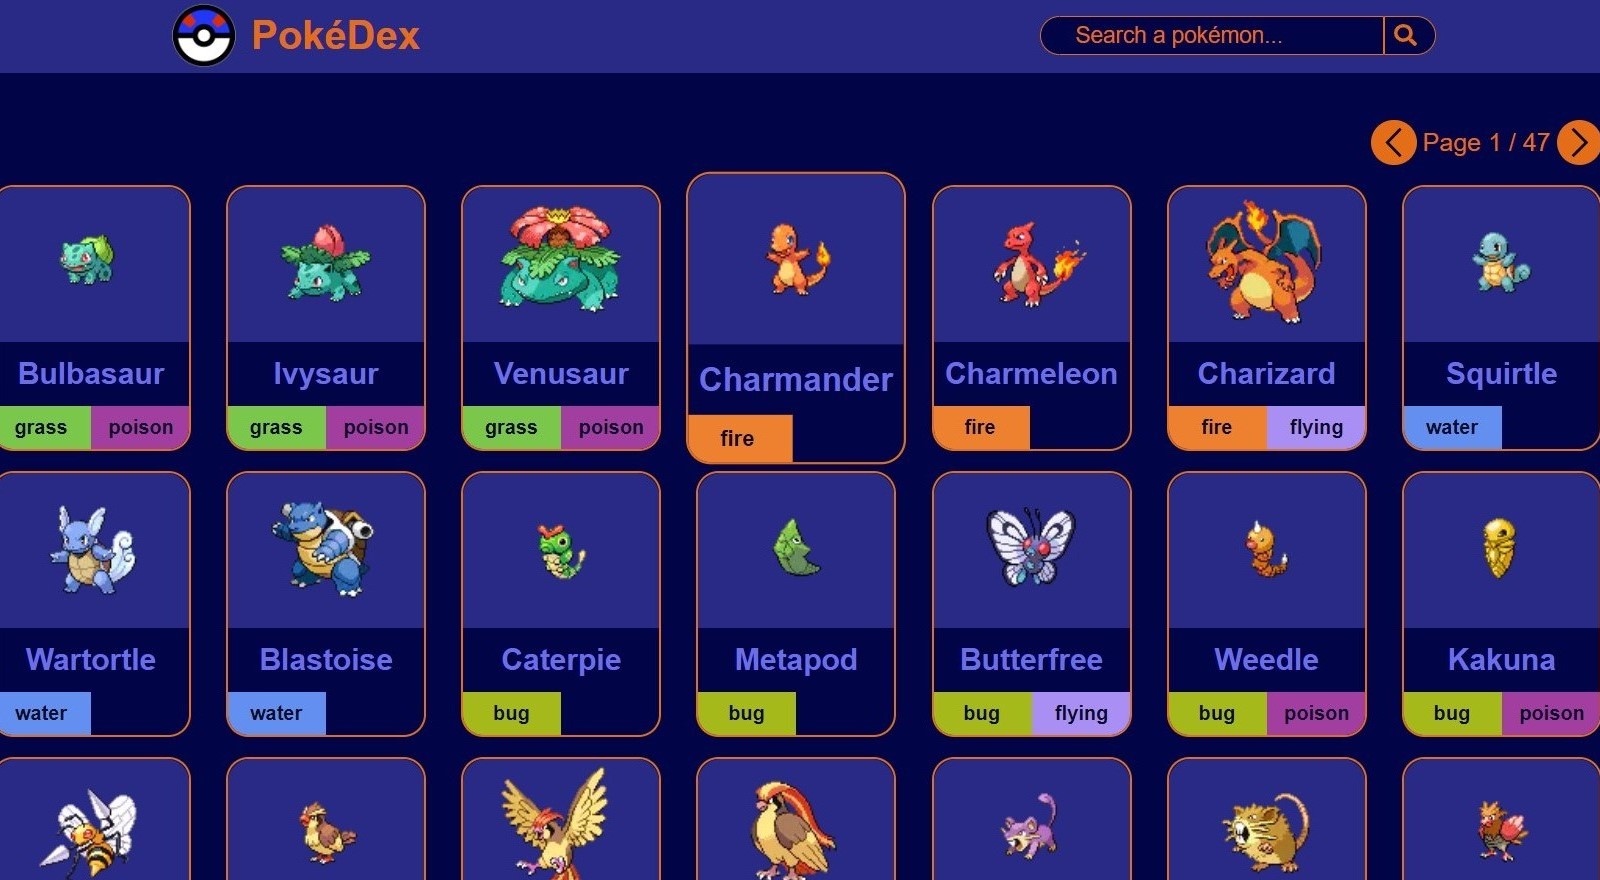 PokéDex
Search a pokémon...
Page 1 / 47
Bulbasaur
grass poison
Ivysaur
grass poison
Venusaur
grass poison
Charmander
fire
Charmeleon
fire
Charizard
fire flying
Squirtle
water
Wartortle
water
Blastoise
water
Caterpie
bug
Metapod
bug
Butterfree
bug flying
Weedle
bug poison
Kakuna
bug poison